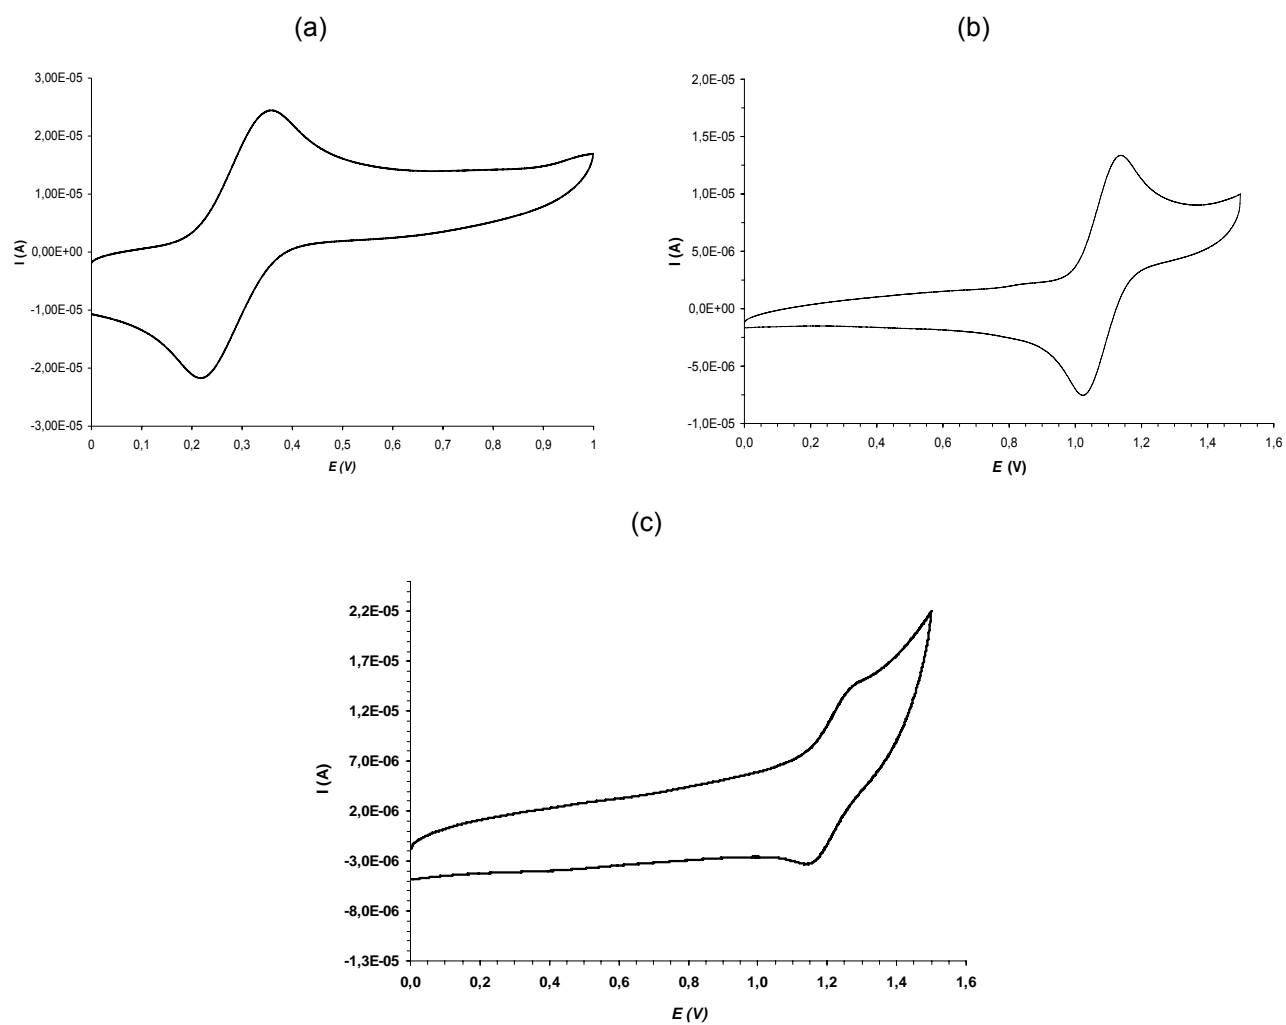 (a)
3,00E-05
2,00E-05
1,00E-05
0,00E+00
-1,00E-05
-2,00E-05
-3,00E-05
I (A)
0 0,1 0,2 0,3 0,4 0,5 0,6 0,7 0,8 0,9 1
E (V)
(b)
2,0E-05
1,5E-05
1,0E-05
5,0E-06
0,0E+00
-5,0E-06
-1,0E-05
I (A)
0,0 0,2 0,4 0,6 0,8 1,0 1,2 1,4 1,6
E (V)
(c)
2,2E-05
1,7E-05
1,2E-05
7,0E-06
2,0E-06
-3,0E-06
-8,0E-06
-1,3E-05
I (A)
0,0 0,2 0,4 0,6 0,8 1,0 1,2 1,4 1,6
E (V)